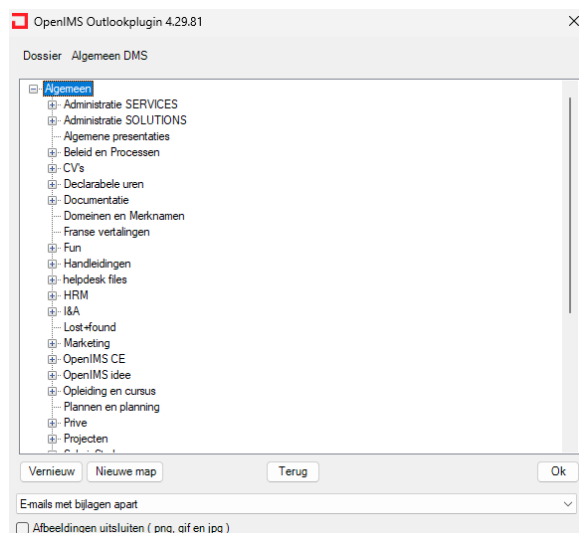 OpenIMS Outlookplugin 4.29.81
Dossier Algemeen DMS
Algemeen
Administratie SERVICES
Administratie SOLUTIONS
Algemene presentaties
Beleid en Processen
CV's
Declarabele uren
Documentatie
Domeinen en Merknamen
Franse vertalingen
Fun
Handleidingen
helpdesk files
HRM
I&A
Lost+found
Marketing
OpenIMS CE
OpenIMS idee
Opleiding en cursus
Plannen en planning
Prive
Projecten
Vernieuw Nieuwe map Terug Ok
E-mails met bijlagen apart
Afbeeldingen uitsluiten ( png, gif en jpg )